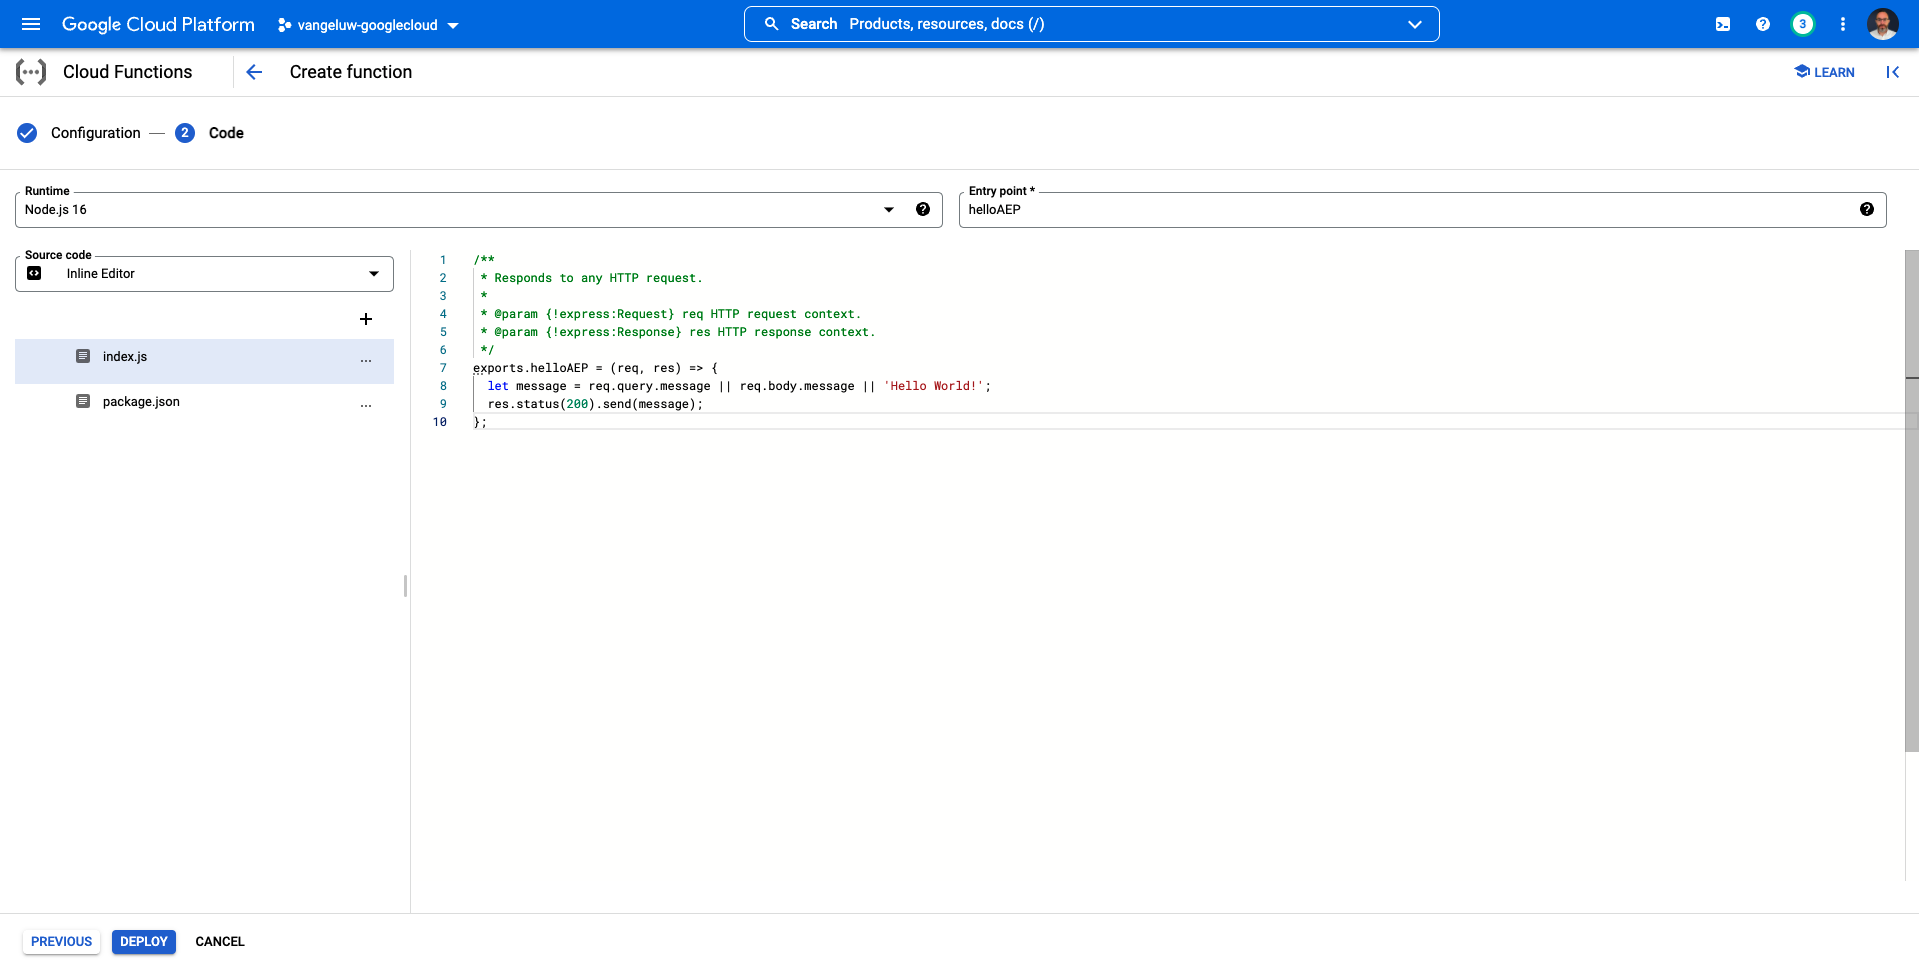 Google Cloud Platform
vangeluw-googlecloud
Search Products, resources, docs (/)
3
Cloud Functions
Create function
LEARN
Configuration
2 Code
Runtime
Node.js 16
Entry point *
helloAEP
Source code
Inline Editor
index.js
...
package.json
...
1 /**
2 * Responds to any HTTP request.
3 *
4 * @param {!express:Request} req HTTP request context.
5 * @param {!express:Response} res HTTP response context.
6 */
7 exports.helloAEP = (req, res) => {
8 let message = req.query.message || req.body.message || 'Hello World!';
9 res.status(200).send(message);
10 };
PREVIOUS
DEPLOY
CANCEL